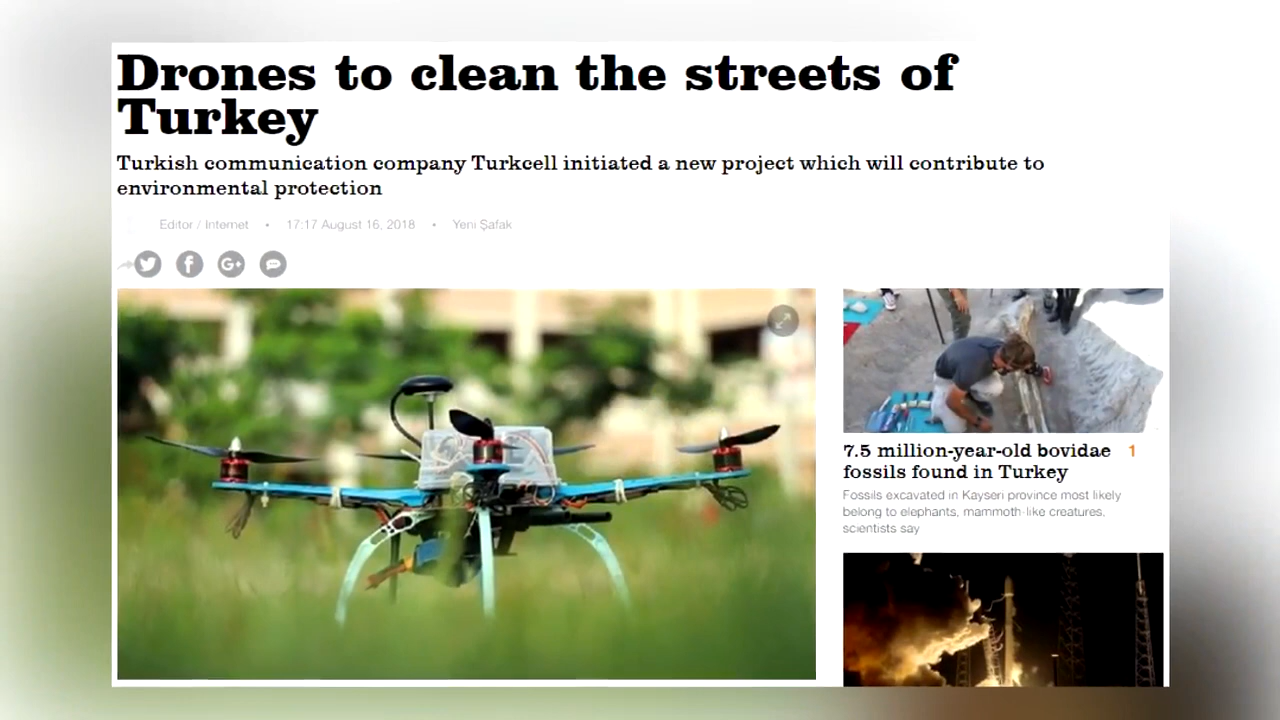 Drones to clean the streets of
Turkey
Turkish communication company Turkcell initiated a new project which will contribute to
environmental protection
Editor / Internet • 17:17 August 16, 2018 • Yeni Şafak
G+
7.5 million-year-old bovidae 1
fossils found in Turkey
Fossils excavated in Kayseri province most likely
belong to elephants, mammoth-like creatures,
scientists say